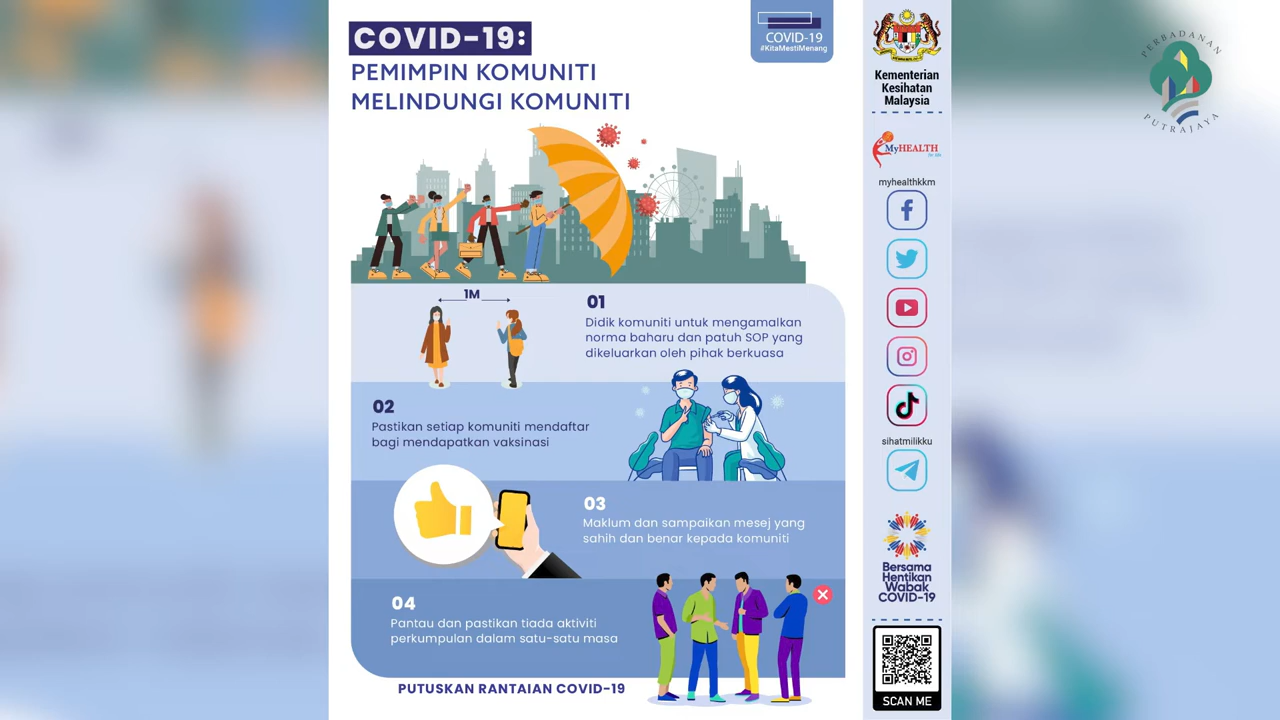 COVID-19:
PEMIMPIN KOMUNITI
MELINDUNGI KOMUNITI
COVID-19
#KitaMestiMenang
1M
01
Didik komuniti untuk mengamalkan
norma baharu dan patuh SOP yang
dikeluarkan oleh pihak berkuasa
02
Pastikan setiap komuniti mendaftar
bagi mendapatkan vaksinasi
03
Maklum dan sampaikan mesej yang
sahih dan benar kepada komuniti
04
Pantau dan pastikan tiada aktiviti
perkumpulan dalam satu-satu masa
PUTUSKAN RANTAIAN COVID-19
Kementerian
Kesihatan
Malaysia
MyHEALTH
myhealthkkm
sihatmilikku
Bersama
Hentikan
Wabak
COVID-19
SCAN ME
PERBADANAN
PUTRAJAYA